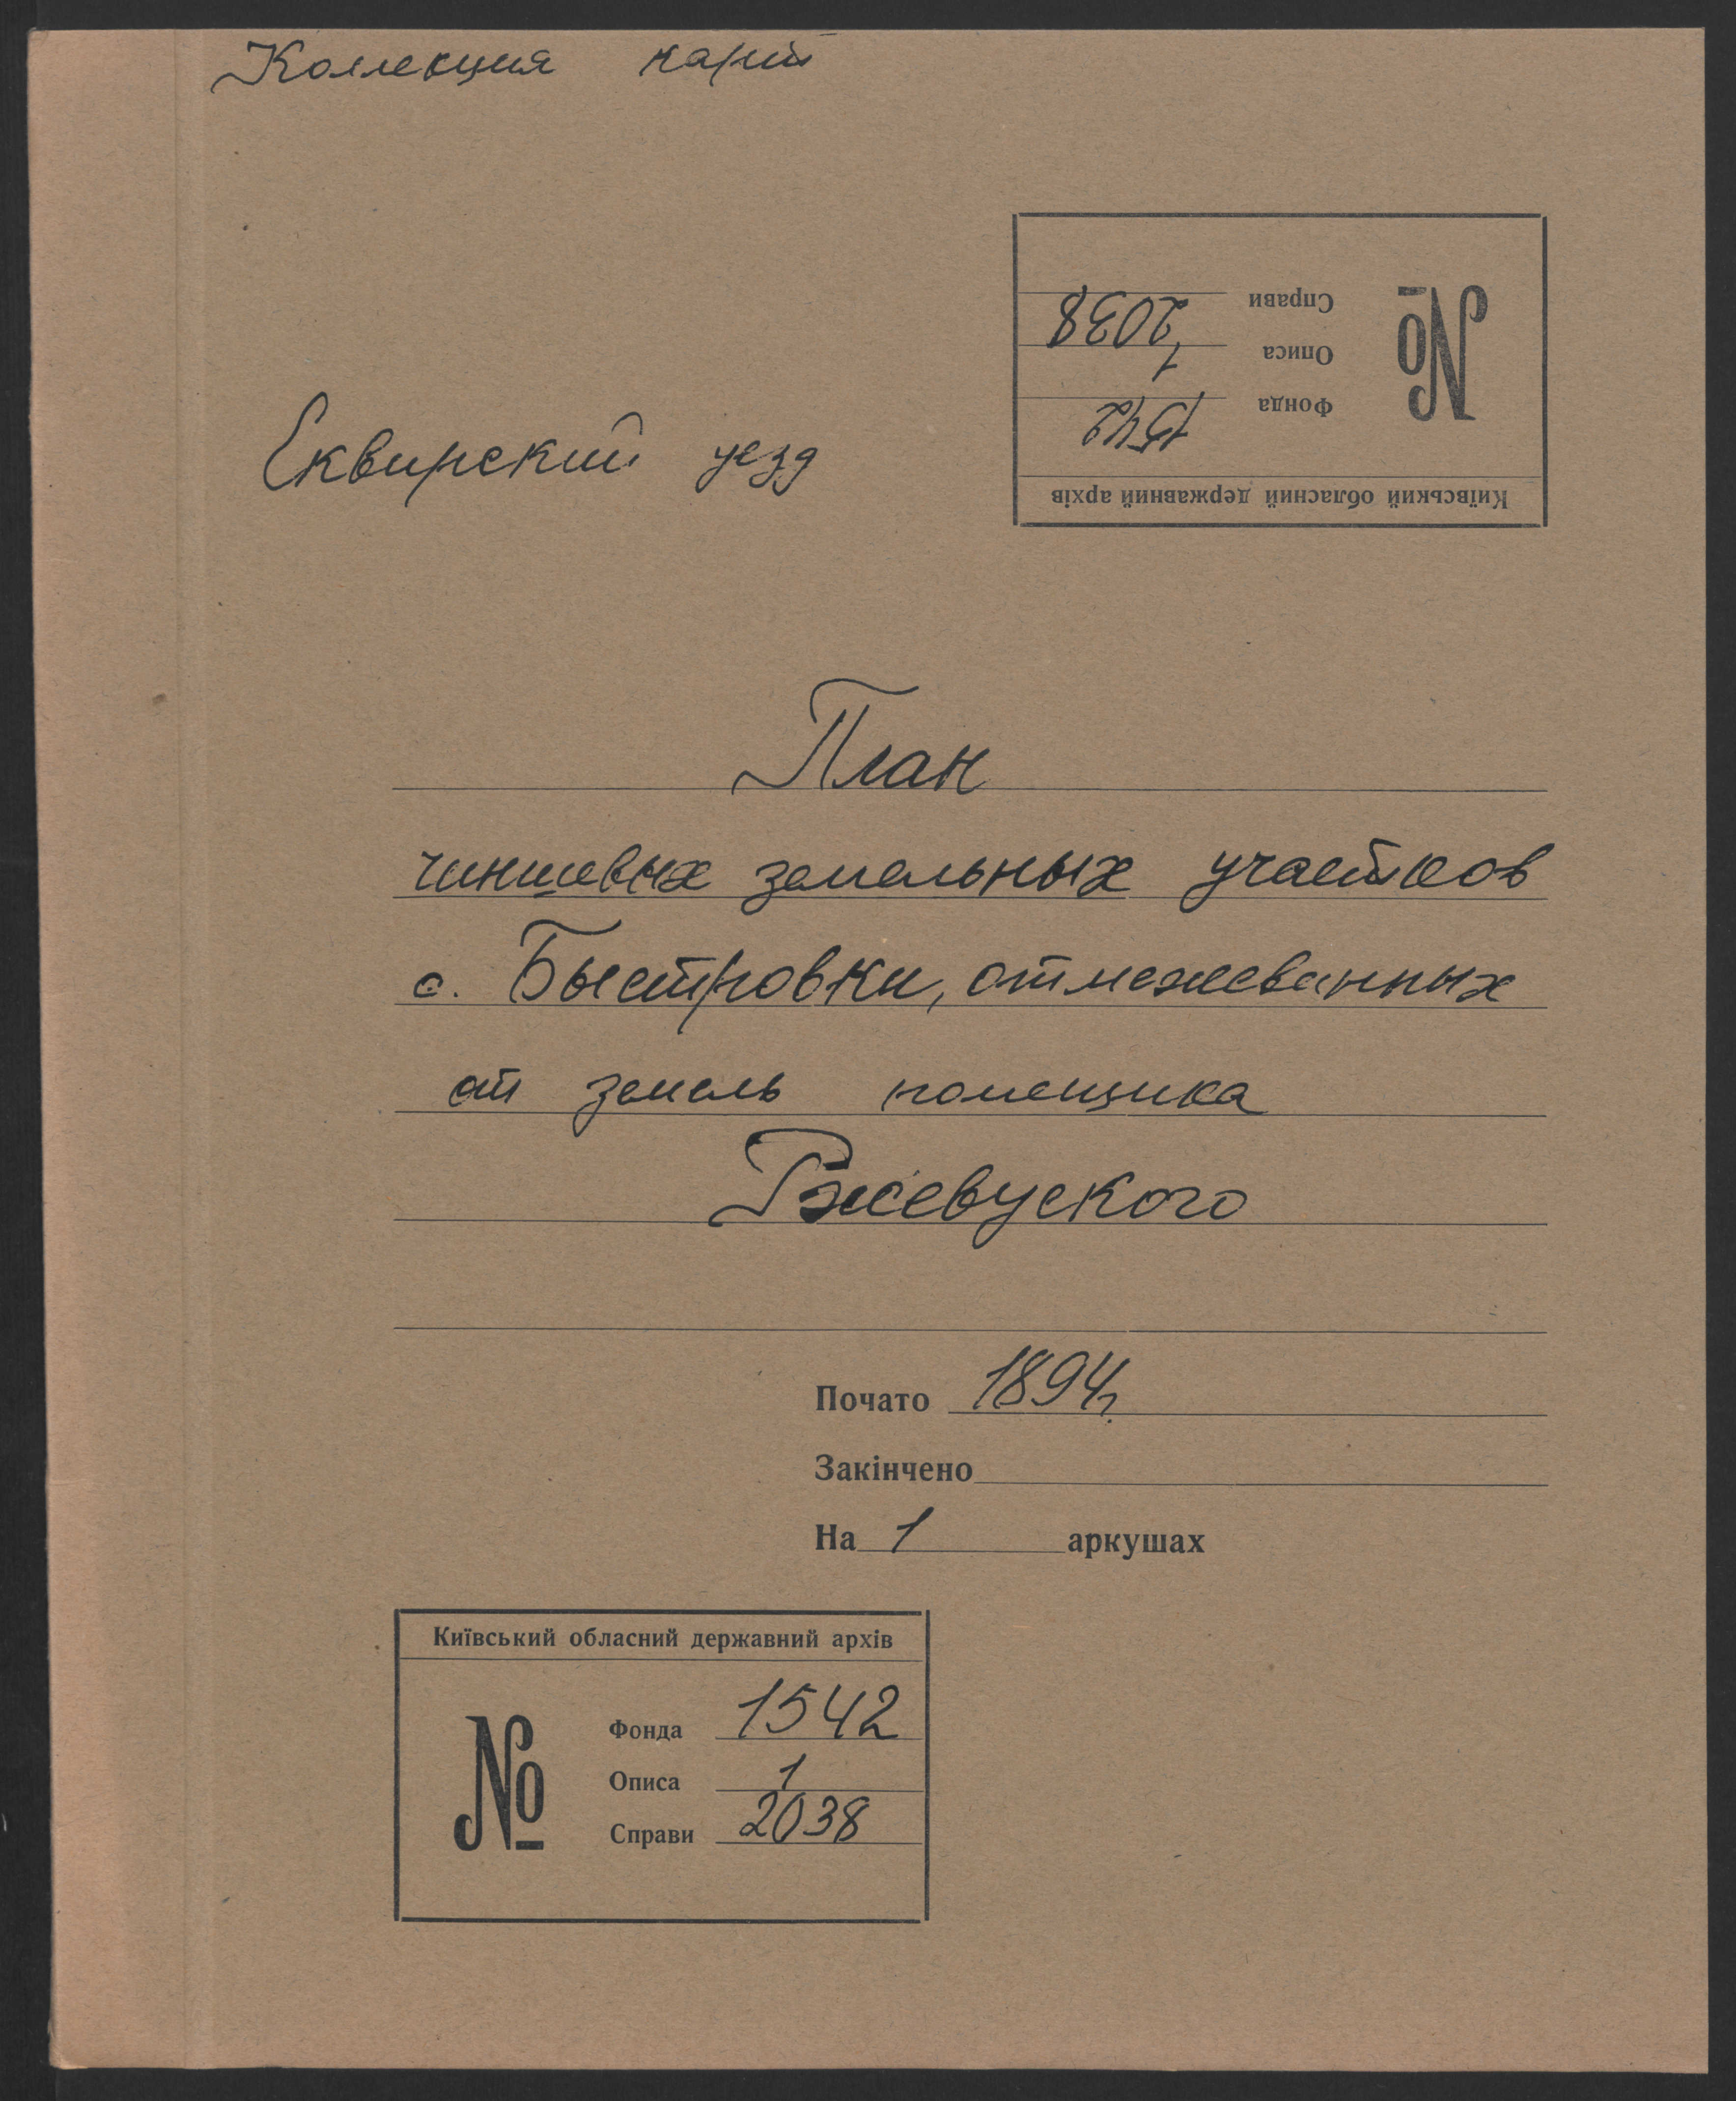 Коллекция карт
Справи 2038
Описа 1
Фонда 1542
Київський обласний державний архів
№
Сквирский уезд
План
чиншевых земельных участков
с. Быстровки, отмежеванных
от земель помещика
Ржевуского
Почато 1894г.
Закінчено
На 1 аркушах
Київський обласний державний архів
№
Фонда 1542
Описа 1
Справи 2038